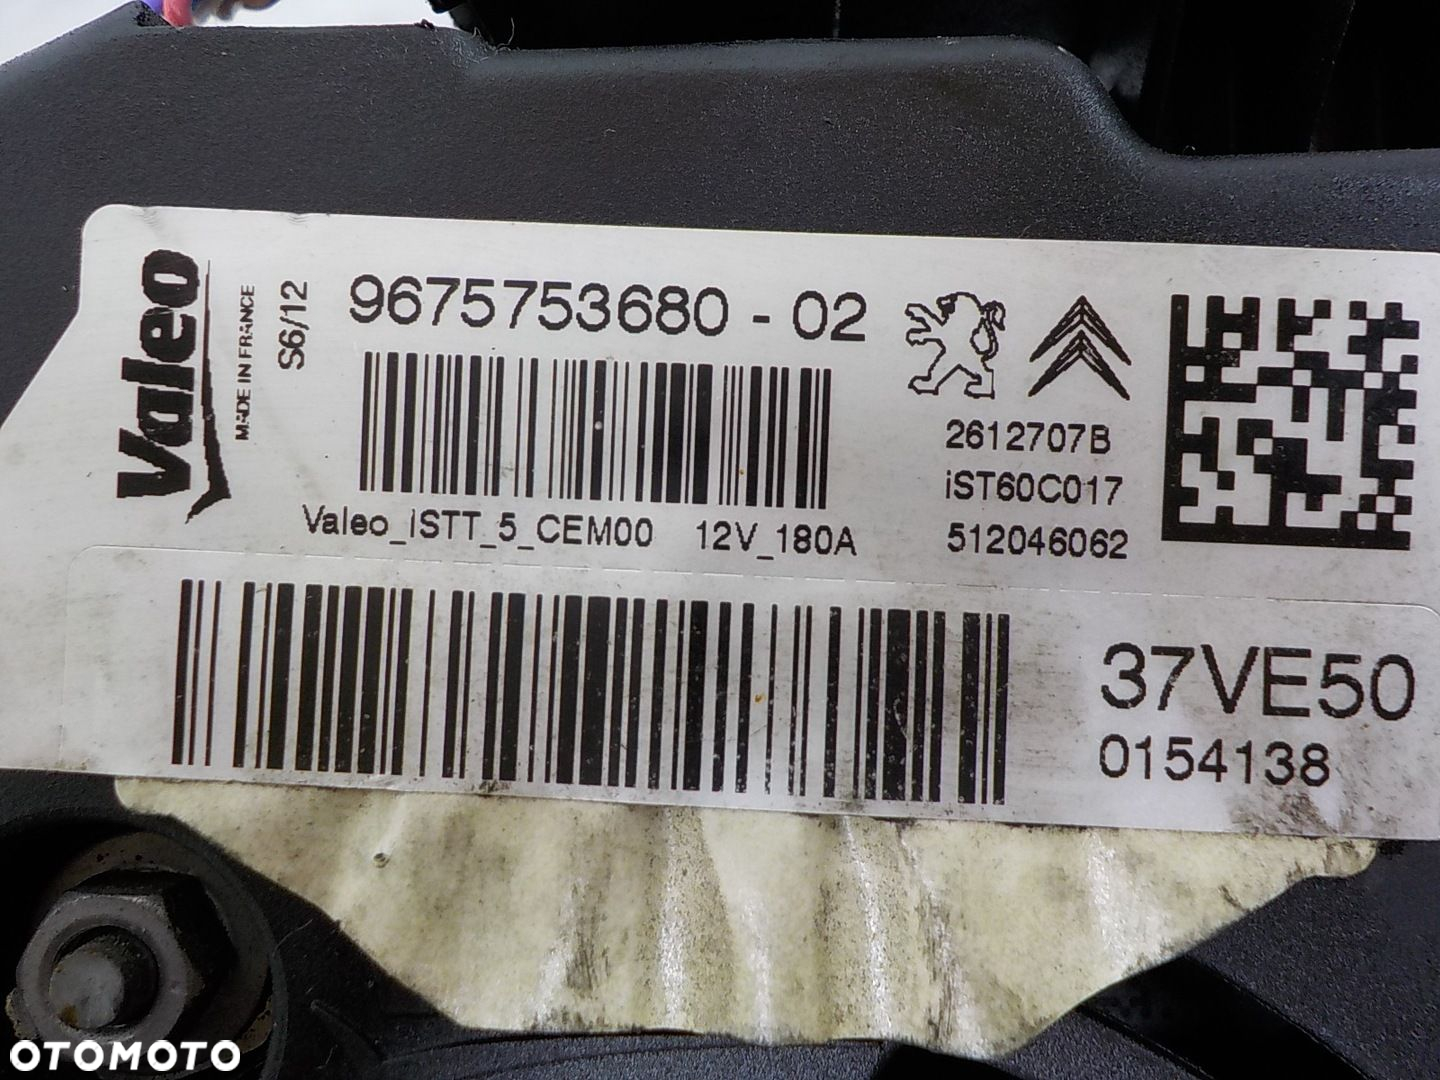 Valeo
MADE IN FRANCE
S6/12
9675753680 - 02
2612707B
iST60C017
Valeo_iSTT_5_CEM00 12V_180A
512046062
37VE50
0154138
OTOMOTO